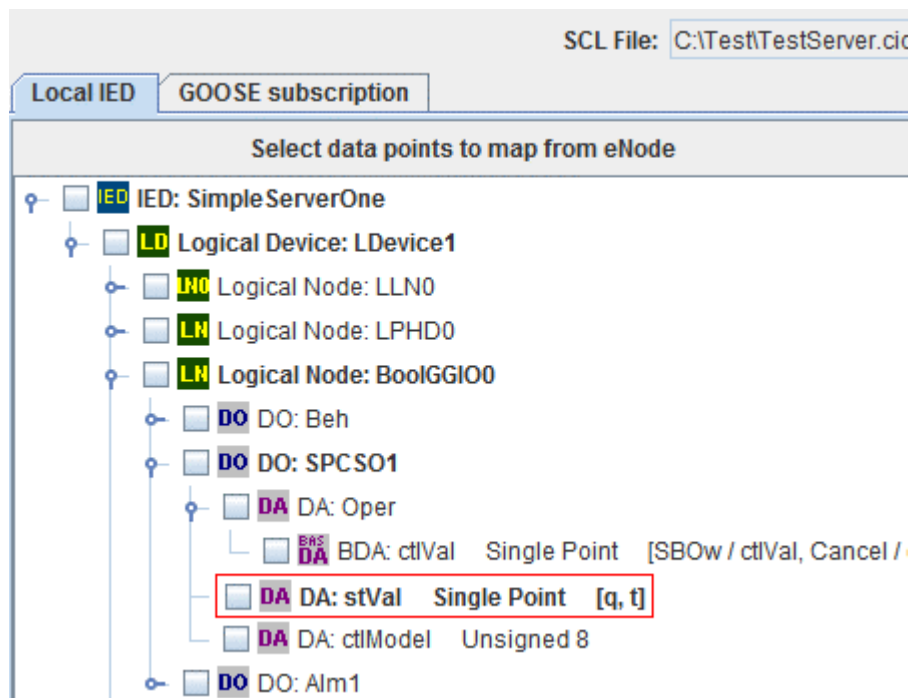 SCL File: C:\Test\TestServer.cid
Local IED GOOSE subscription
Select data points to map from eNode
IED IED: SimpleServerOne
LD Logical Device: LDevice1
LN0 Logical Node: LLN0
LN Logical Node: LPHD0
LN Logical Node: BoolGGIO0
DO DO: Beh
DO DO: SPCSO1
DA DA: Oper
BAS DA BDA: ctlVal Single Point [SBOw / ctlVal, Cancel /
DA DA: stVal Single Point [q, t]
DA DA: ctlModel Unsigned 8
DO DO: Alm1